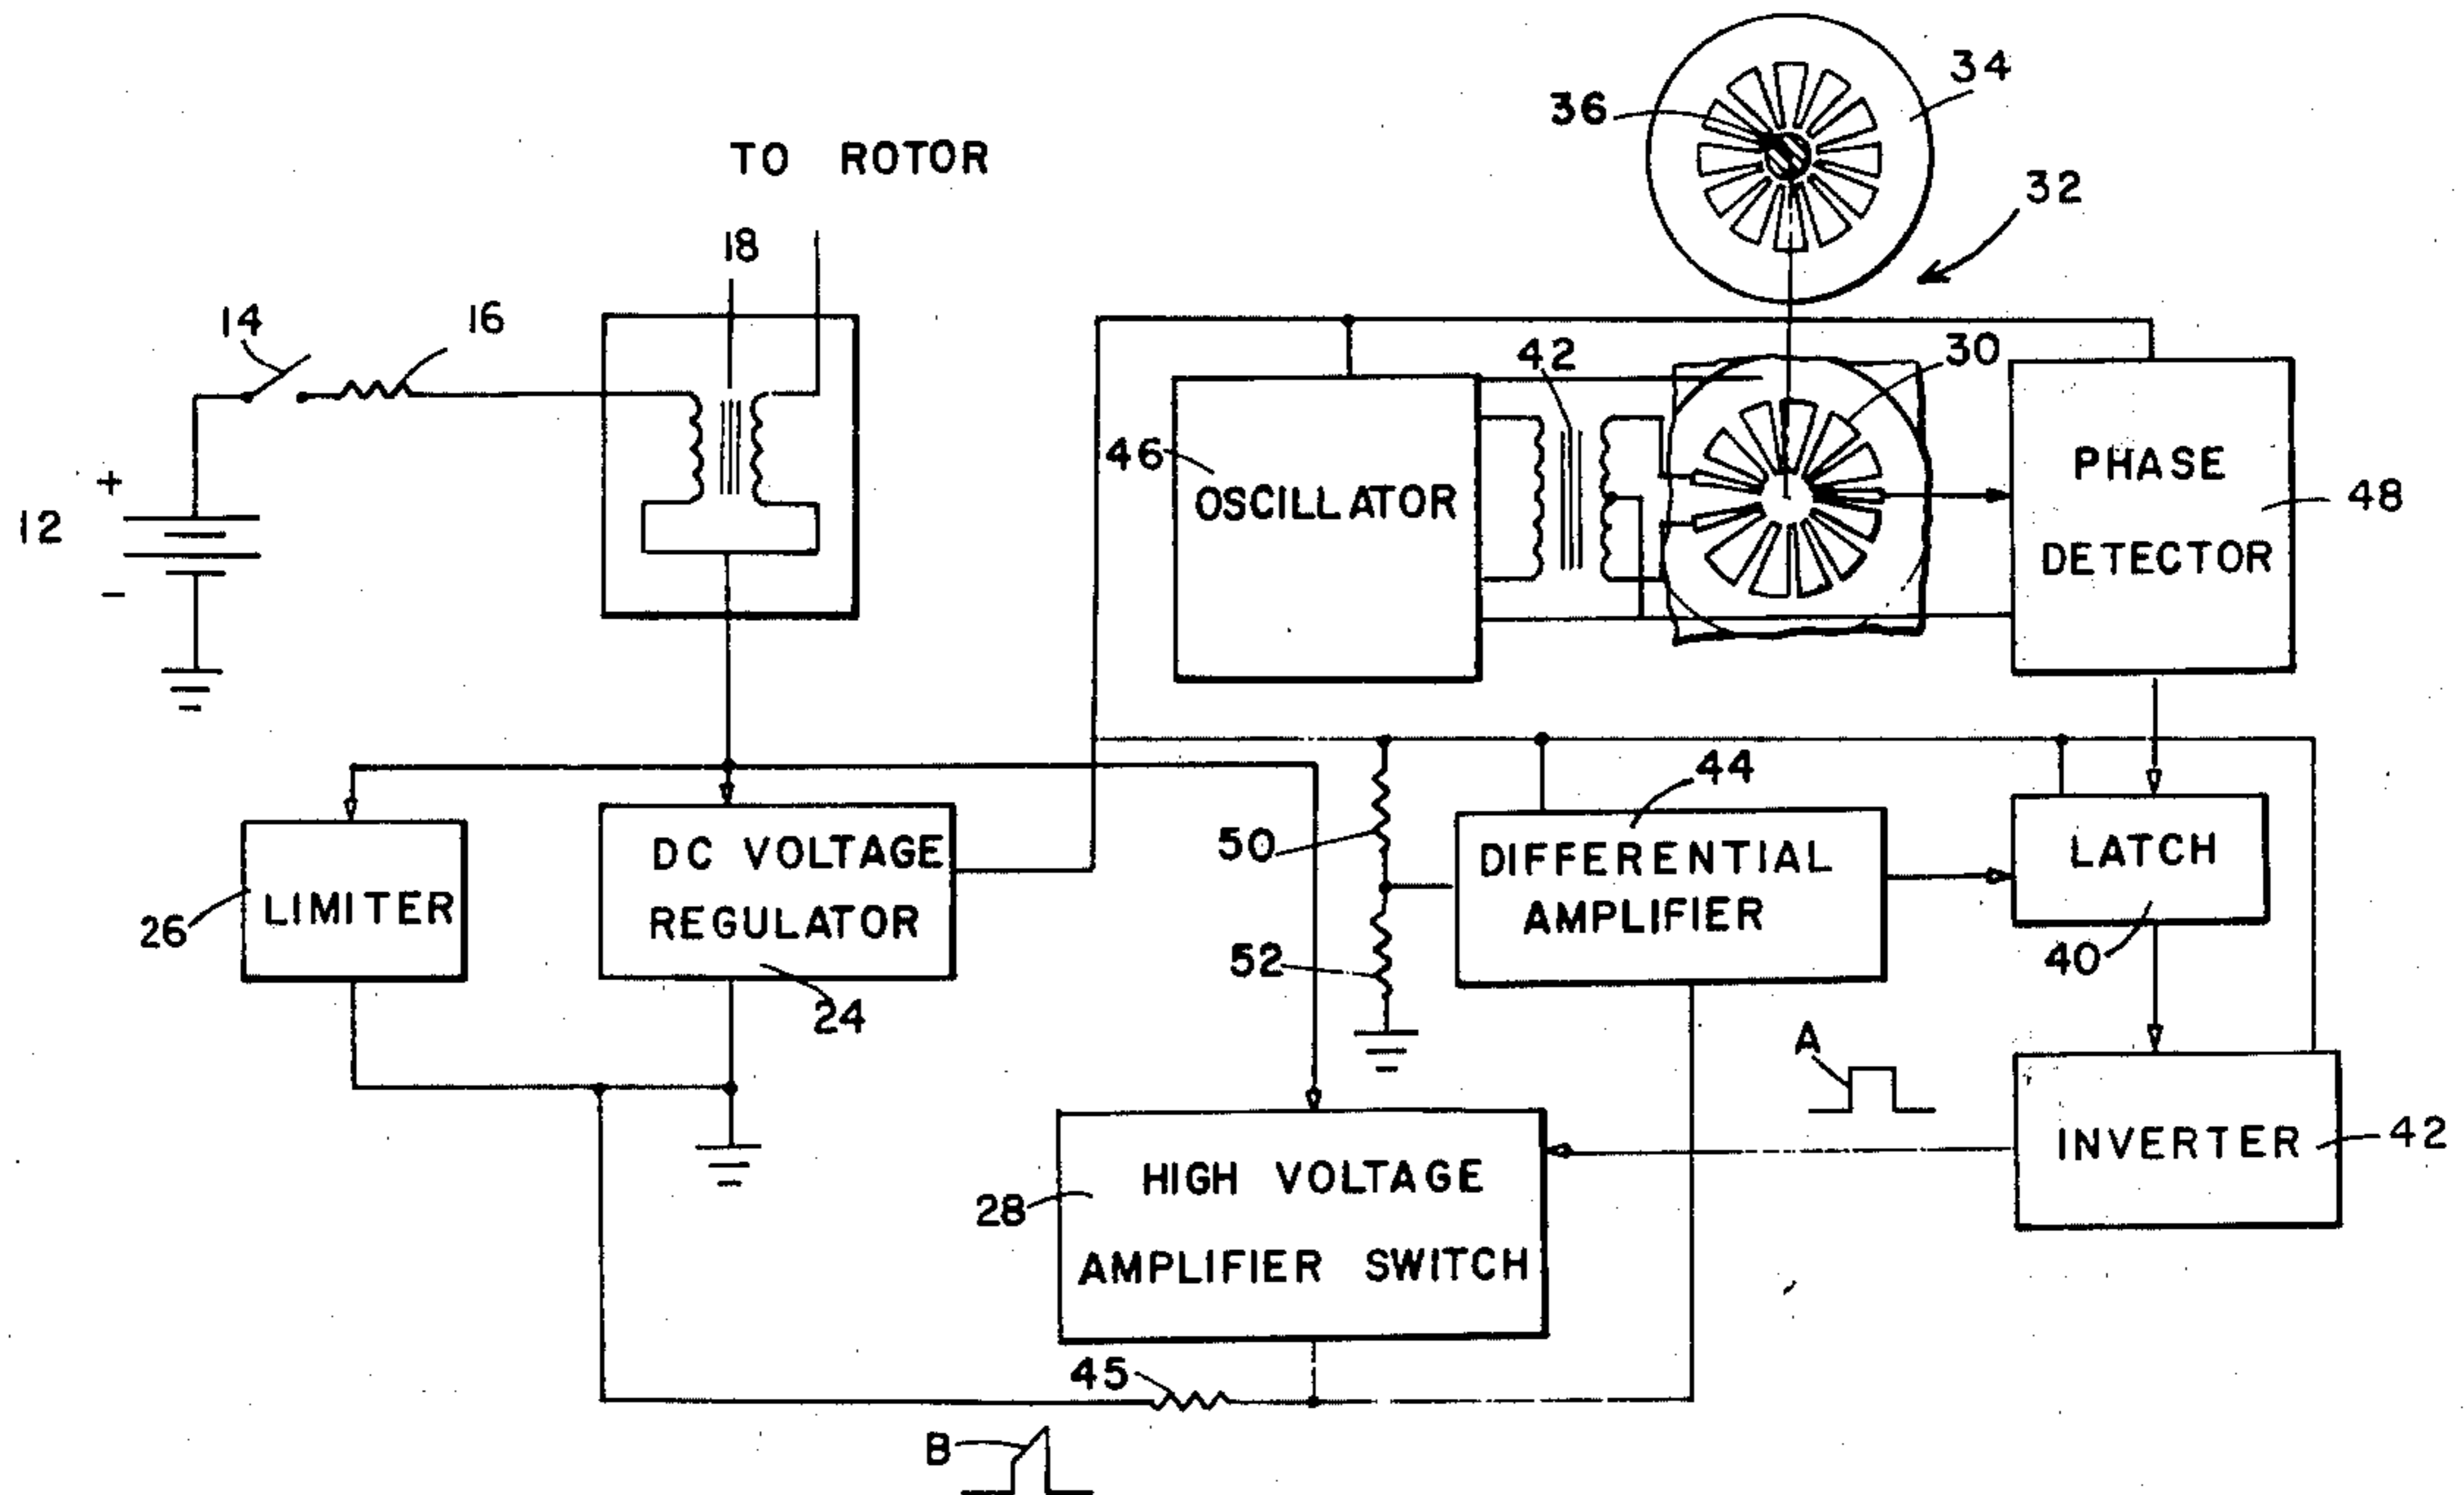 34
36
TO ROTOR
32
18
14
16
42
30
46
+
12
-
OSCILLATOR
PHASE
DETECTOR
48
44
50
DC VOLTAGE
REGULATOR
24
LIMITER
26
DIFFERENTIAL
AMPLIFIER
LATCH
40
52
A
28
HIGH VOLTAGE
AMPLIFIER SWITCH
INVERTER
42
45
B